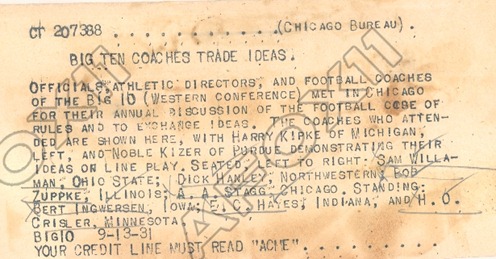 CT 207388 . . . . . . . . . . . . . (CHICAGO BUREAU).
BIG TEN COACHES TRADE IDEAS.
OFFICIALS, ATHLETIC DIRECTORS, AND FOOTBALL COACHES
OF THE BIG 10 (WESTERN CONFERENCE) MET IN CHICAGO
FOR THEIR ANNUAL DISCUSSION OF THE FOOTBALL CODE OF
RULES AND TO EXCHANGE IDEAS. THE COACHES WHO ATTEN-
DED ARE SHOWN HERE, WITH HARRY KIPKE OF MICHIGAN,
LEFT, AND NOBLE KIZER OF PURDUE DEMONSTRATING THEIR
IDEAS ON LINE PLAY. SEATED, LEFT TO RIGHT: SAM WILLA-
MAN, OHIO STATE; DICK HANLEY, NORTHWESTERN; BOB
ZUPPKE, ILLINOIS; A. A. STAGG, CHICAGO. STANDING:
BERT INGWERSEN, IOWA; E. C. HAYES, INDIANA, AND H. O.
CRISLER, MINNESOTA.
BIG10 9-13-31
YOUR CREDIT LINE MUST READ "ACME". . . . . . . . . . .